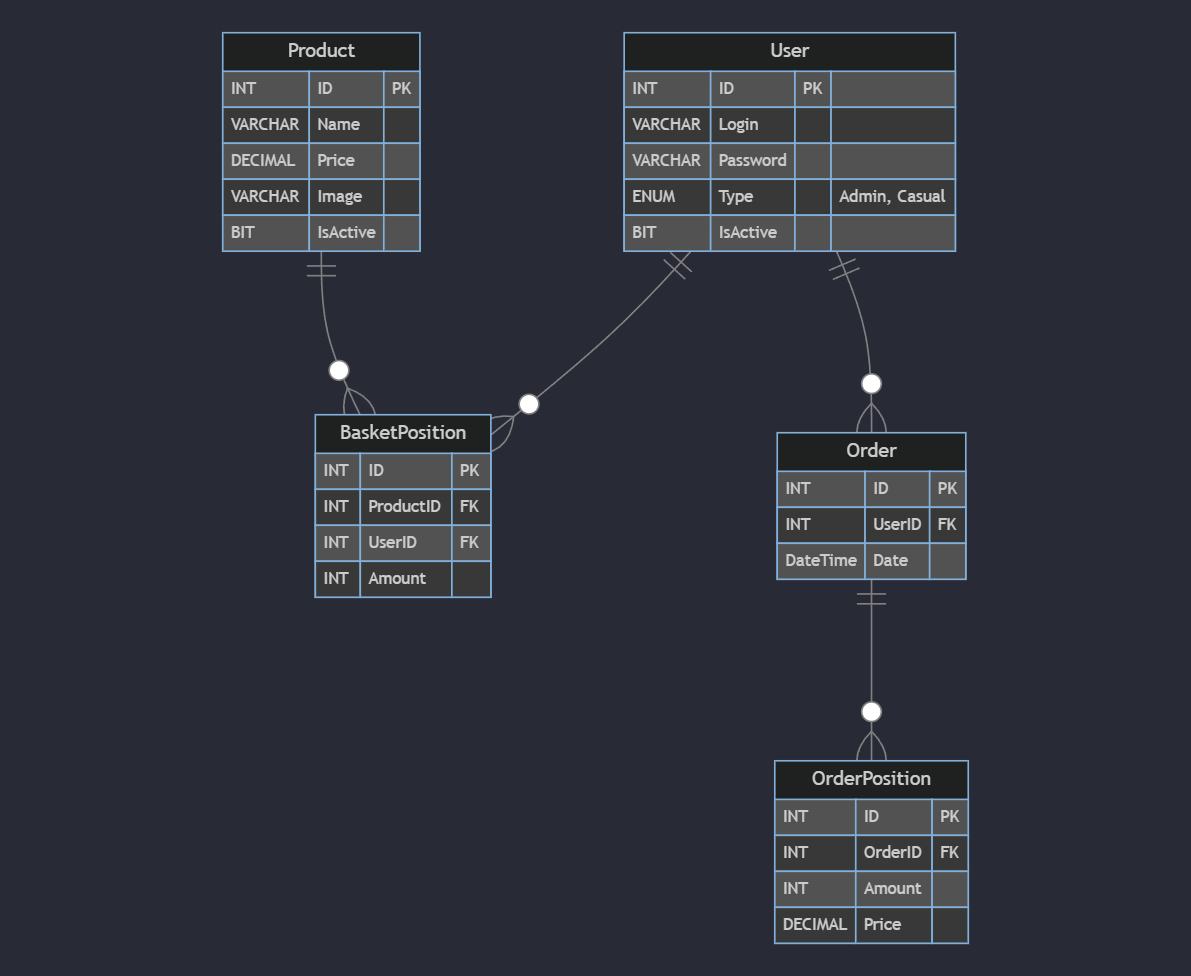 Product
INT ID PK
VARCHAR Name
DECIMAL Price
VARCHAR Image
BIT IsActive
User
INT ID PK
VARCHAR Login
VARCHAR Password
ENUM Type Admin, Casual
BIT IsActive
BasketPosition
INT ID PK
INT ProductID FK
INT UserID FK
INT Amount
Order
INT ID PK
INT UserID FK
DateTime Date
OrderPosition
INT ID PK
INT OrderID FK
INT Amount
DECIMAL Price